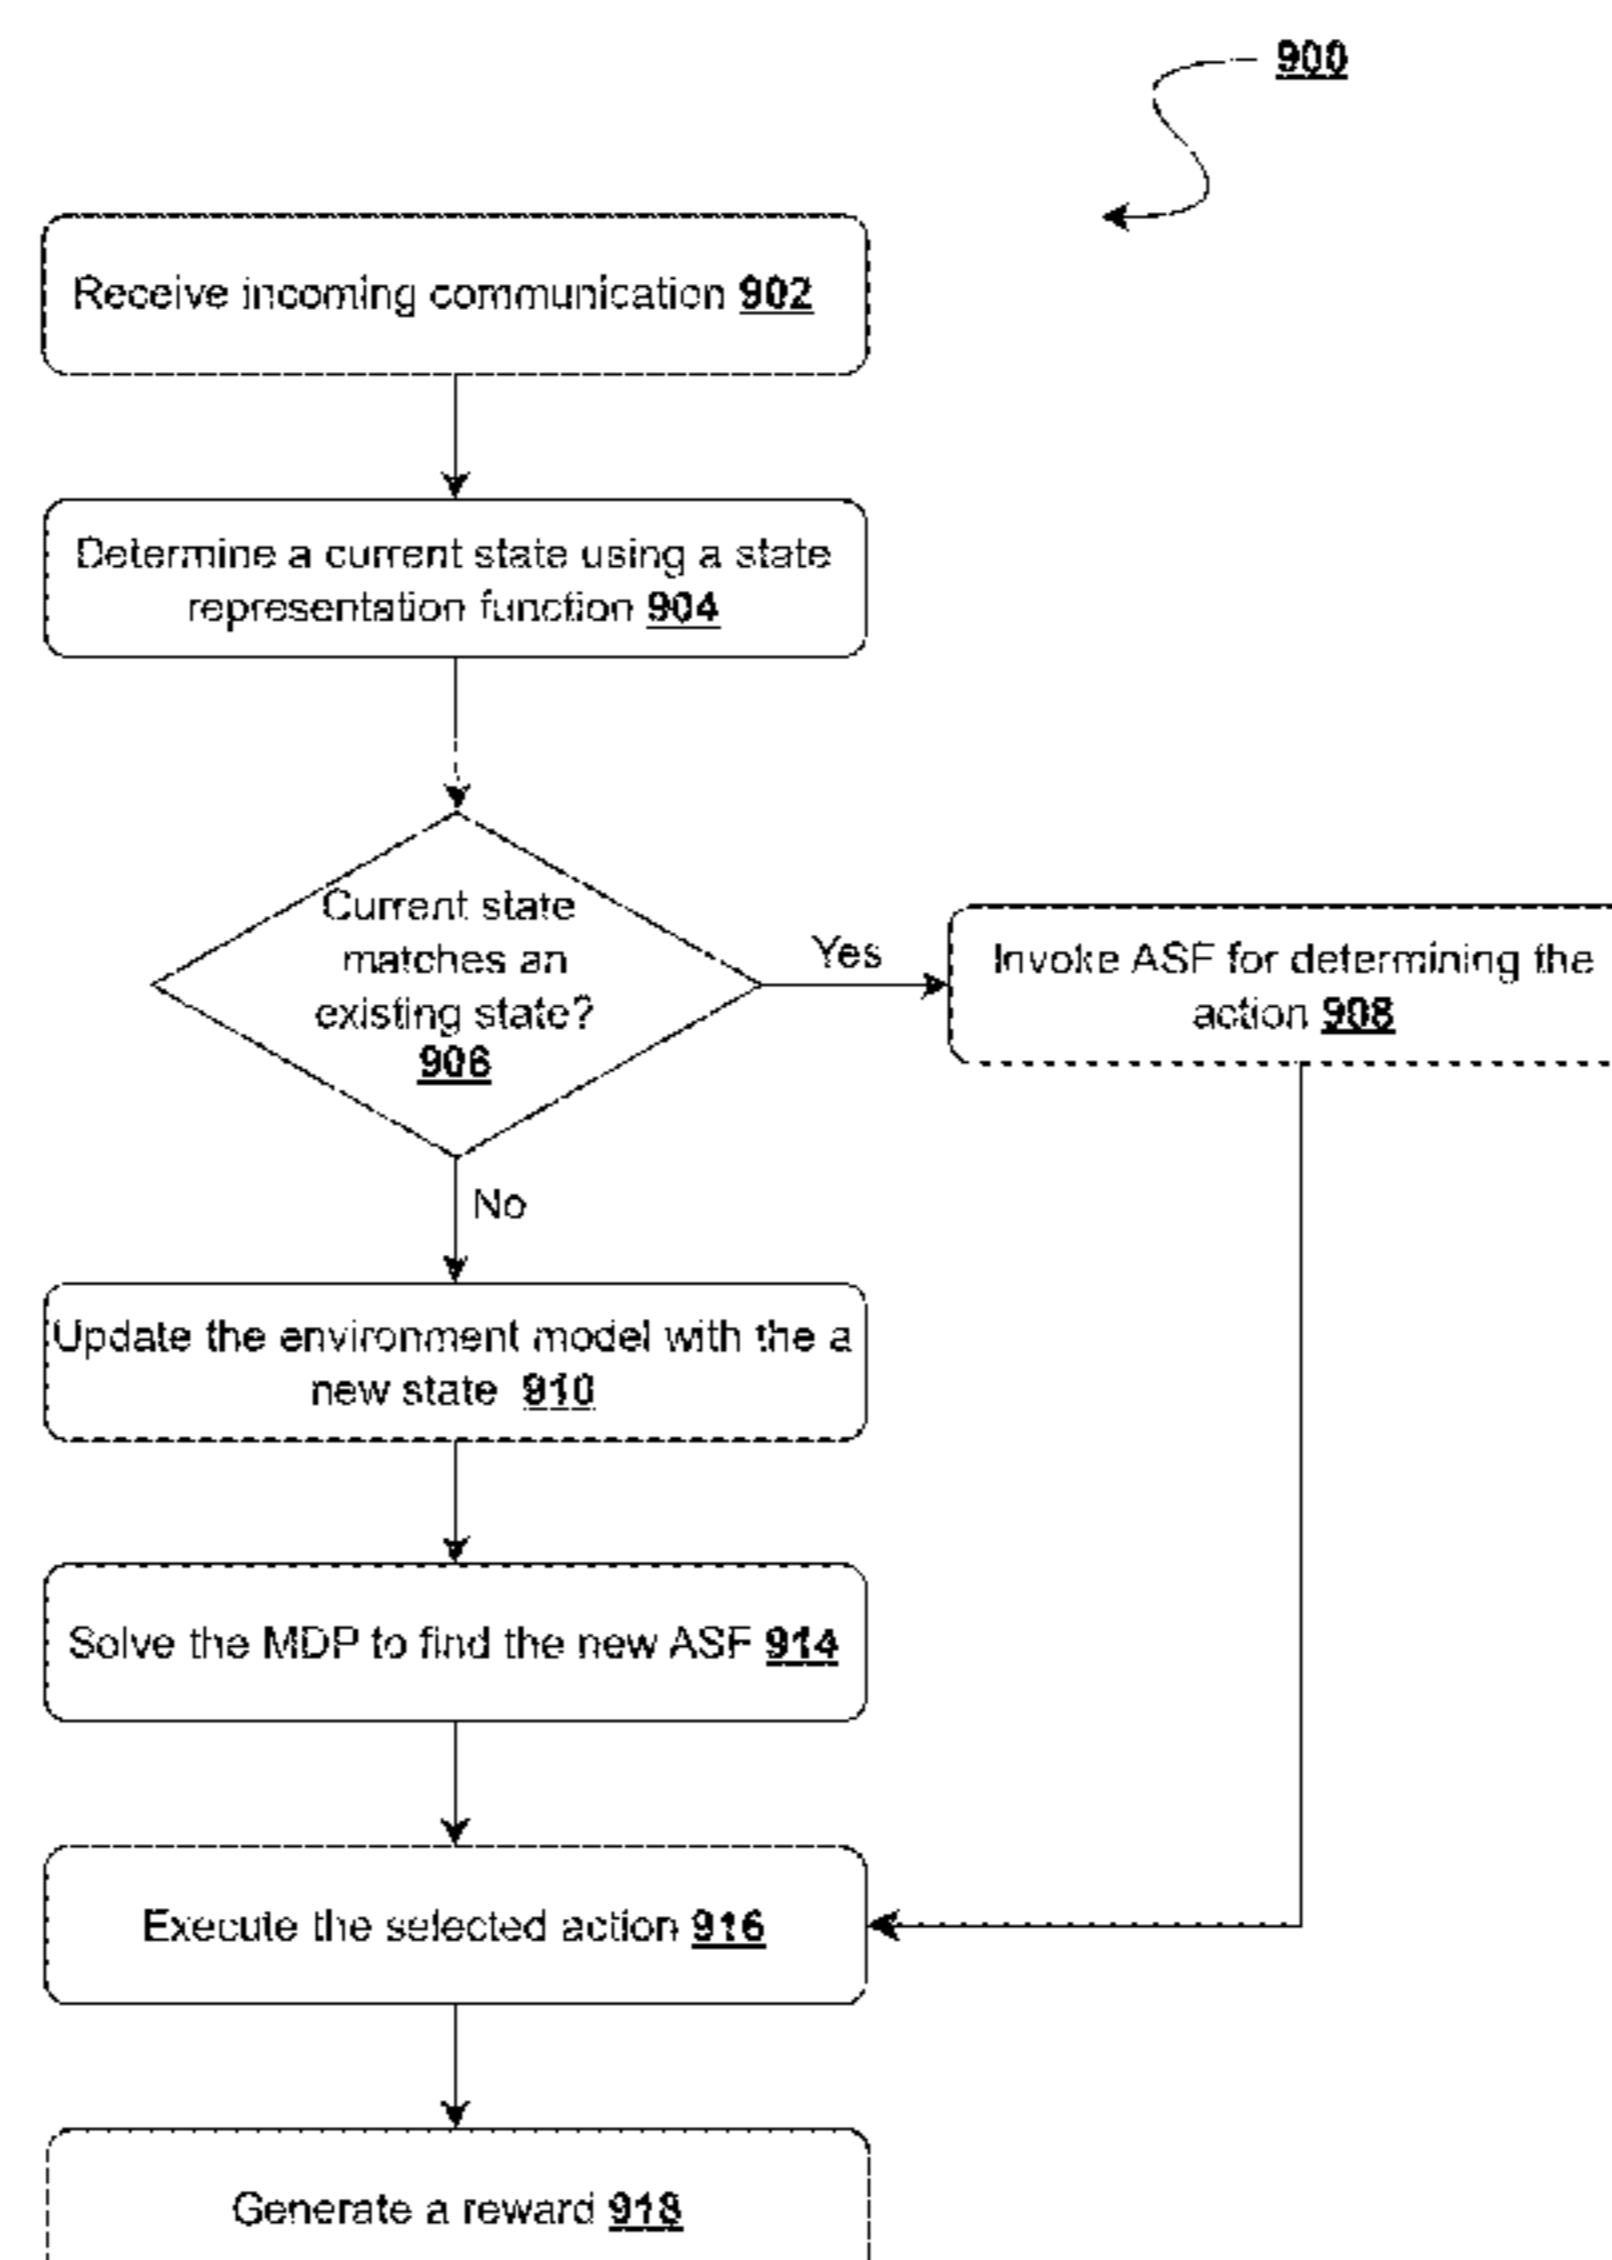 900
Receive incoming communication 902
Determine a current state using a state
representation function 904
Current state
matches an
existing state?
906
Yes
Invoke ASF for determining the
action 908
No
Update the environment model with the a
new state 910
Solve the MDP to find the new ASF 914
Execute the selected action 916
Generate a reward 918